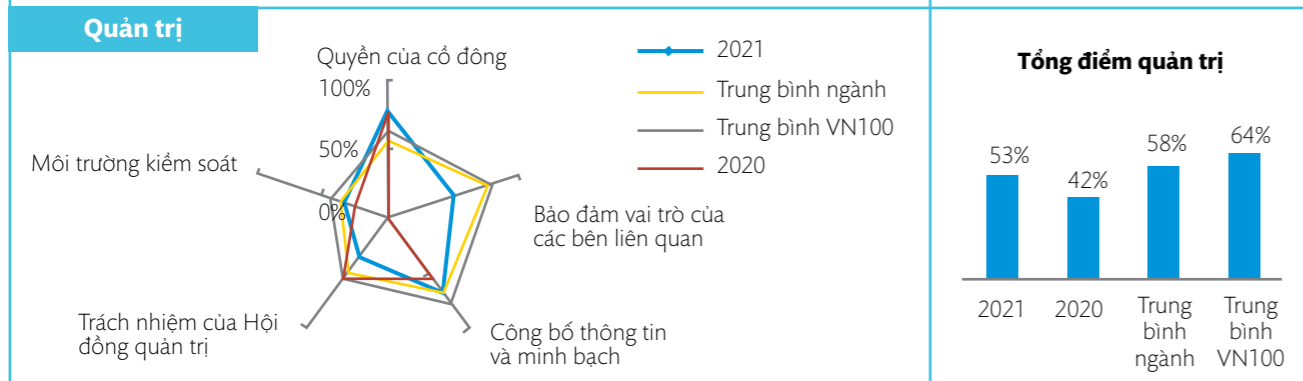 Quản trị
Quyền của cổ đông
100%
50%
0%
Môi trường kiểm soát
Bảo đảm vai trò của
các bên liên quan
Trách nhiệm của Hội
đồng quản trị
Công bố thông tin
và minh bạch
2021
Trung bình ngành
Trung bình VN100
2020
Tổng điểm quản trị
53%
42%
58%
64%
2021
2020
Trung
bình
ngành
Trung
bình
VN100